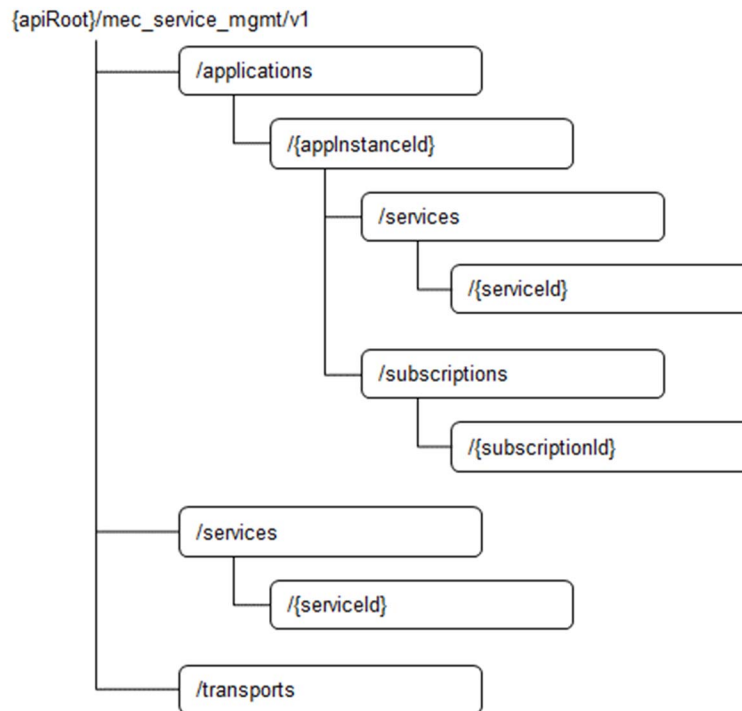 {apiRoot}/mec_service_mgmt/v1
/applications
/{appInstanceId}
/services
/{serviceId}
/subscriptions
/{subscriptionId}
/services
/{serviceId}
/transports